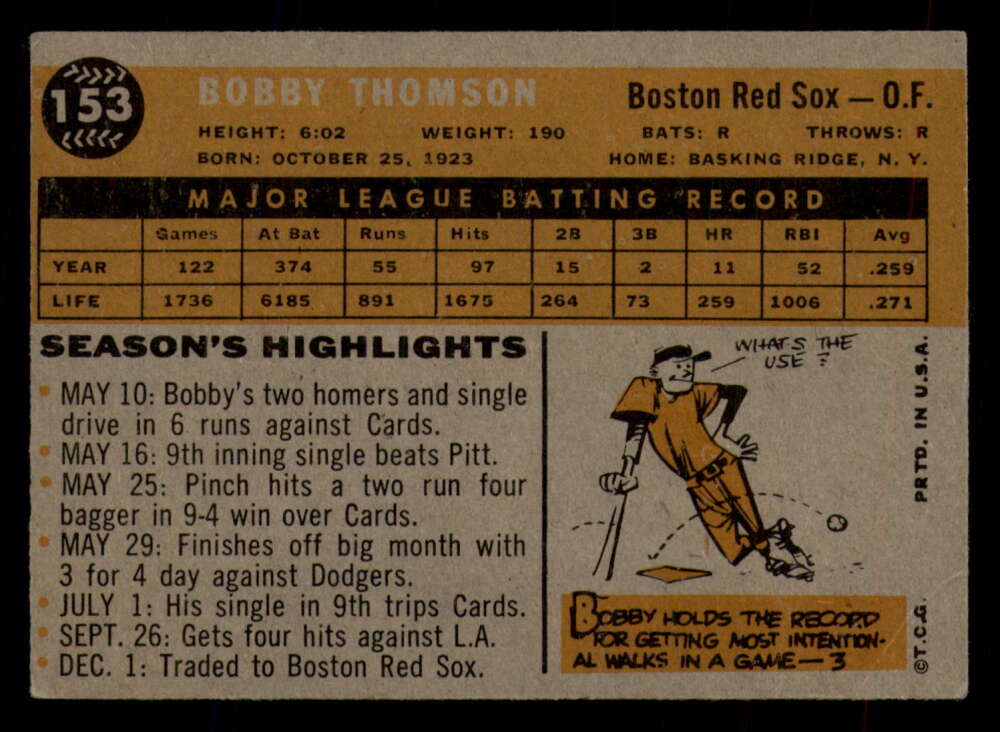 153
BOBBY THOMSON
Boston Red Sox — O.F.
HEIGHT: 6:02 WEIGHT: 190 BATS: R THROWS: R
BORN: OCTOBER 25, 1923 HOME: BASKING RIDGE, N. Y.
MAJOR LEAGUE BATTING RECORD
Games At Bat Runs Hits 2B 3B HR RBI Avg
YEAR 122 374 55 97 15 2 11 52 .259
LIFE 1736 6185 891 1675 264 73 259 1006 .271
SEASON'S HIGHLIGHTS
• MAY 10: Bobby's two homers and single
drive in 6 runs against Cards.
• MAY 16: 9th inning single beats Pitt.
• MAY 25: Pinch hits a two run four
bagger in 9-4 win over Cards.
• MAY 29: Finishes off big month with
3 for 4 day against Dodgers.
• JULY 1: His single in 9th trips Cards.
• SEPT. 26: Gets four hits against L.A.
• DEC. 1: Traded to Boston Red Sox.
WHAT'S THE
USE?
BOBBY HOLDS THE RECORD
FOR GETTING MOST INTENTION-
AL WALKS IN A GAME—3
©T.C.G. PRTD. IN U.S.A.